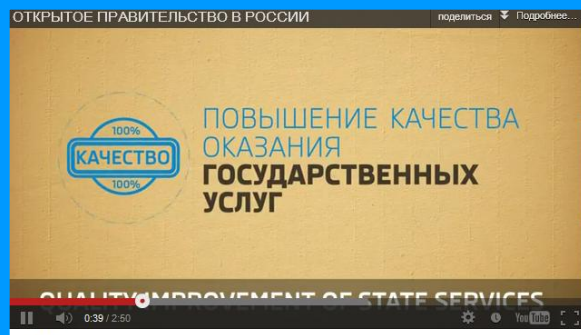 ОТКРЫТОЕ ПРАВИТЕЛЬСТВО В РОССИИ
поделиться
Подробнее...
100%
КАЧЕСТВО
100%
ПОВЫШЕНИЕ КАЧЕСТВА
ОКАЗАНИЯ
ГОСУДАРСТВЕННЫХ
УСЛУГ
QUALITY IMPROVEMENT OF STATE SERVICES
0:39 / 2:50
YouTube